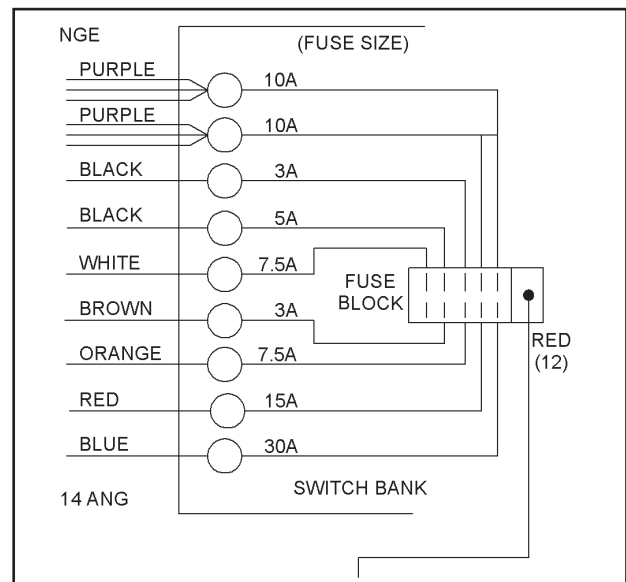 NGE
(FUSE SIZE)
PURPLE 10A
PURPLE 10A
BLACK 3A
BLACK 5A
WHITE 7.5A
FUSE
BLOCK
BROWN 3A
RED
(12)
ORANGE 7.5A
RED 15A
BLUE 30A
SWITCH BANK
14 ANG